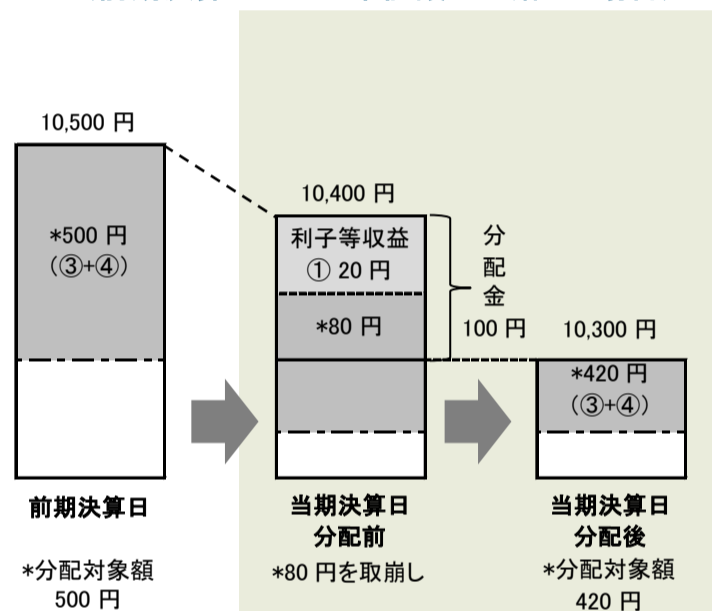 10,500 円
*500 円
(③+④)
前期決算日
*分配対象額
500 円
10,400 円
利子等収益
① 20 円
*80 円
分
配
金
100 円
当期決算日
分配前
*80 円を取崩し
10,300 円
*420 円
(③+④)
当期決算日
分配後
*分配対象額
420 円